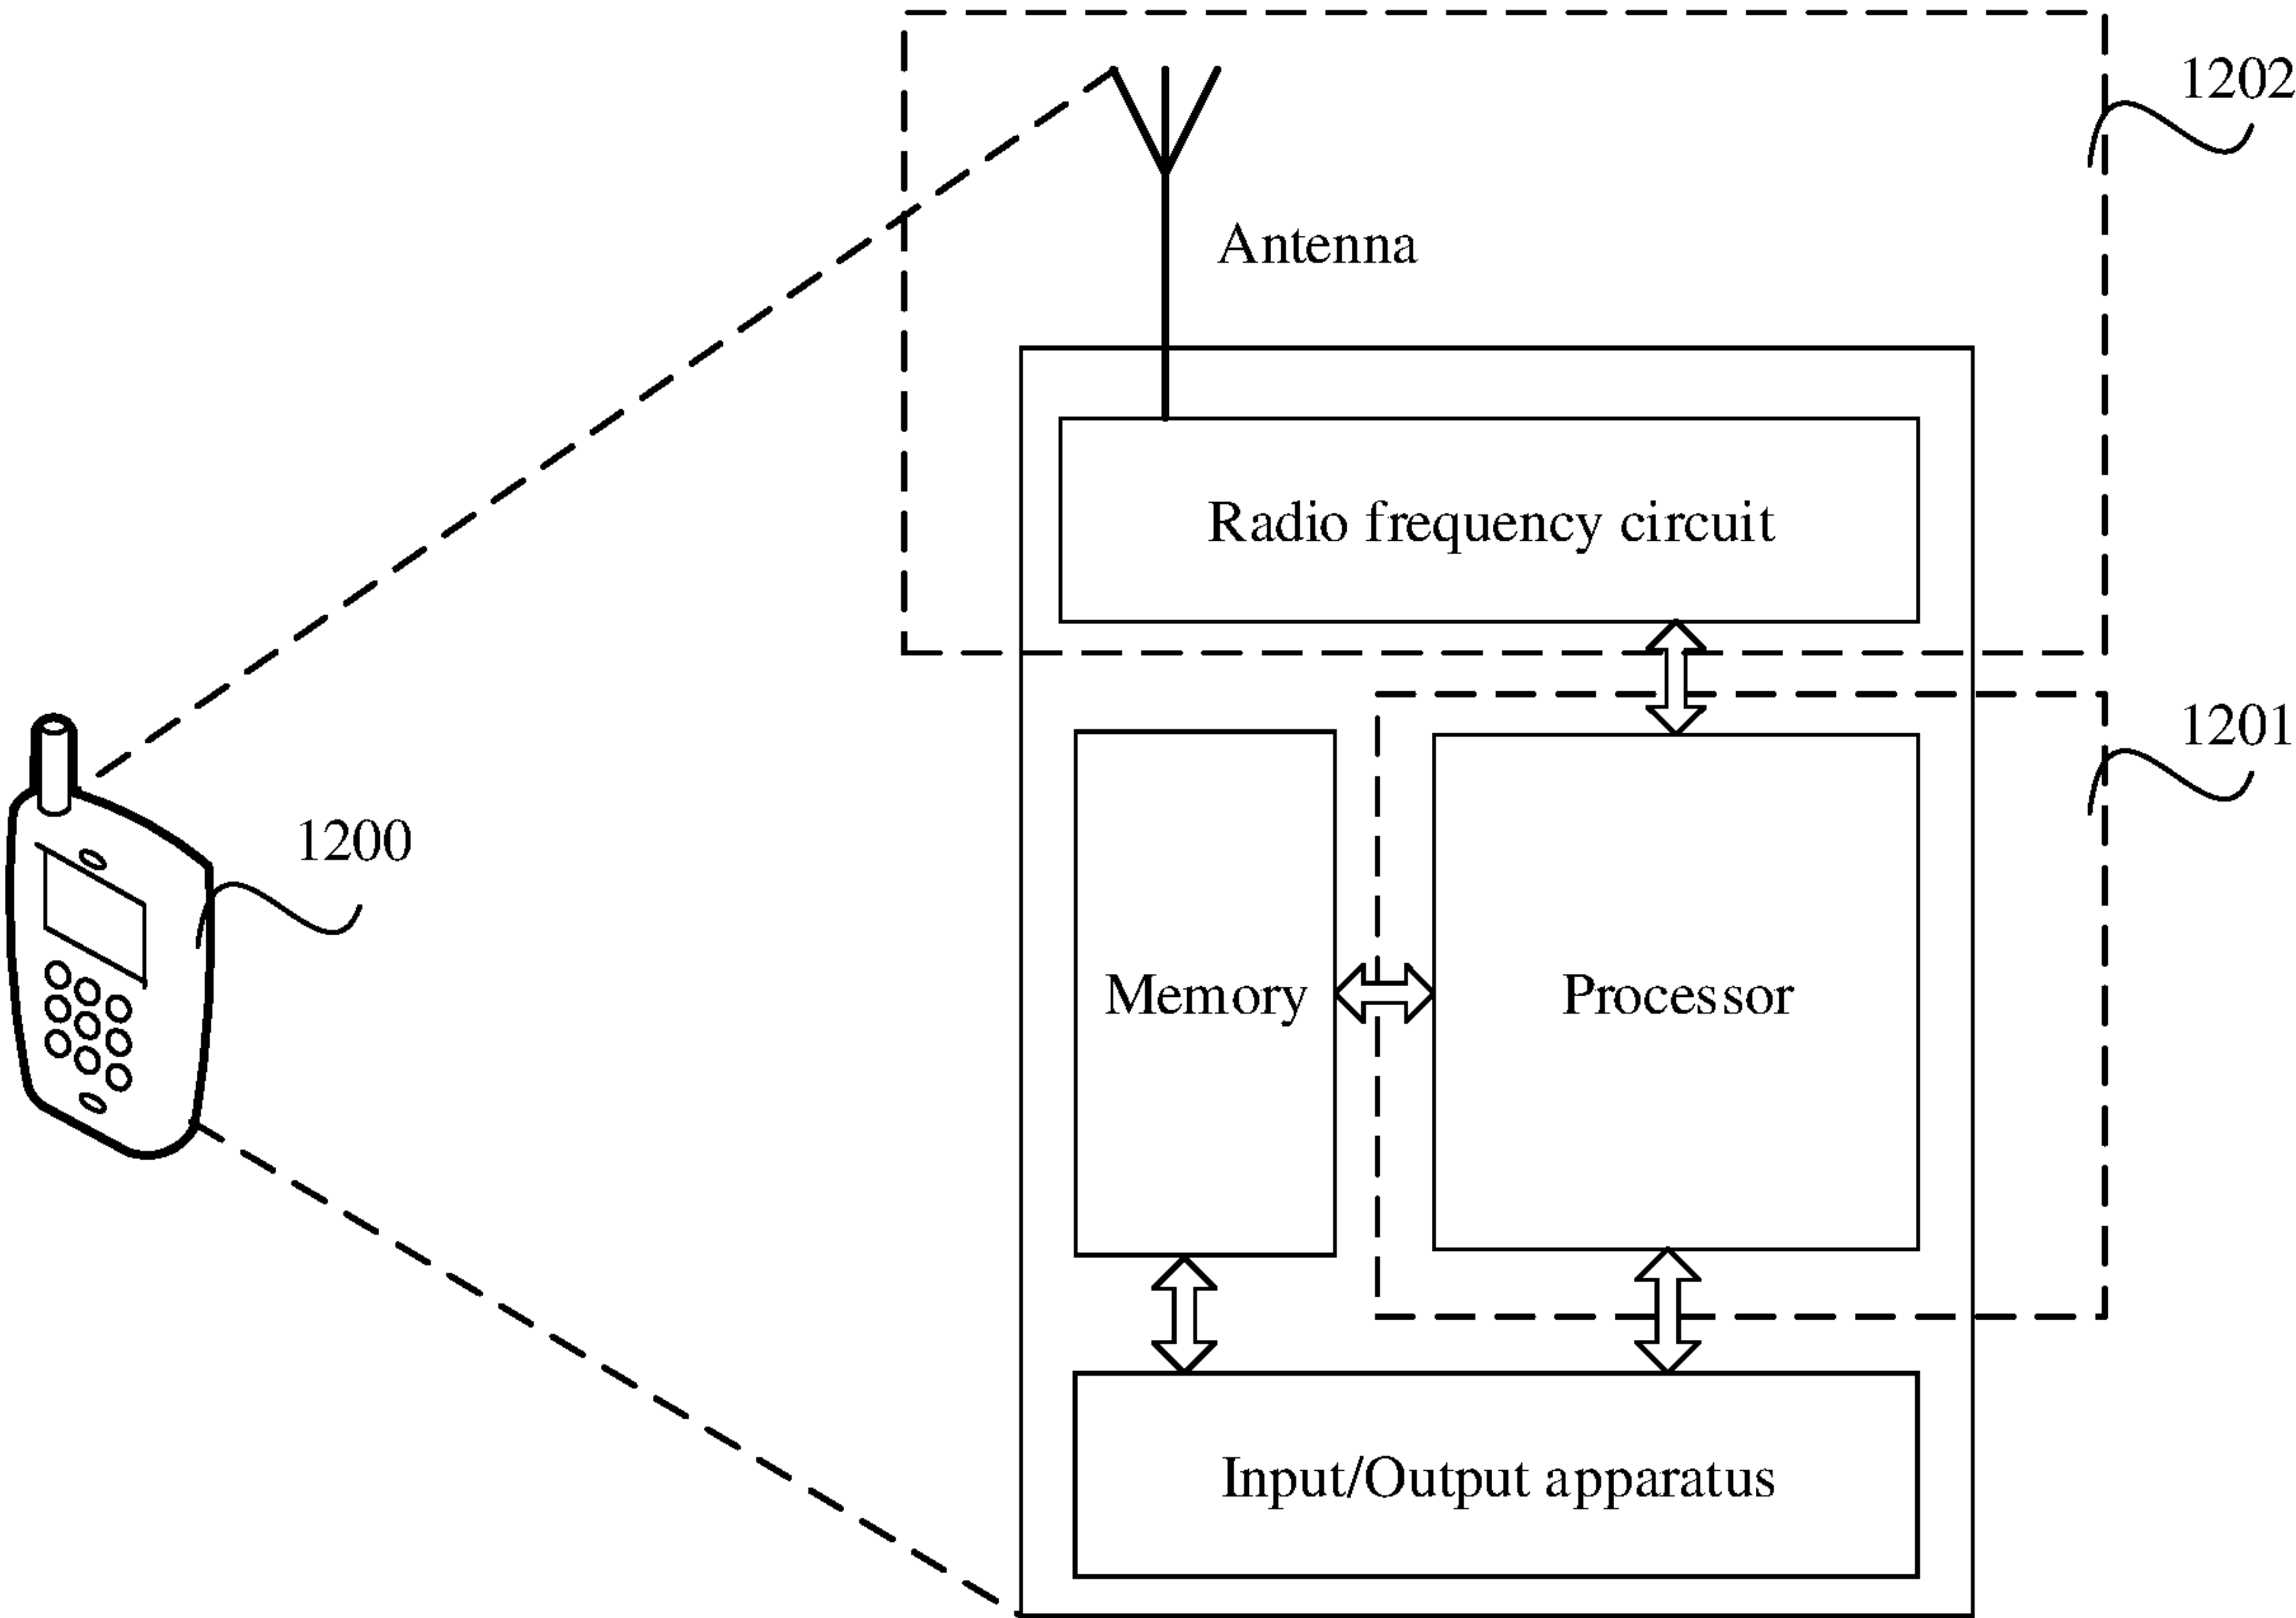 1202
Antenna
Radio frequency circuit
1201
1200
Memory
Processor
Input/Output apparatus